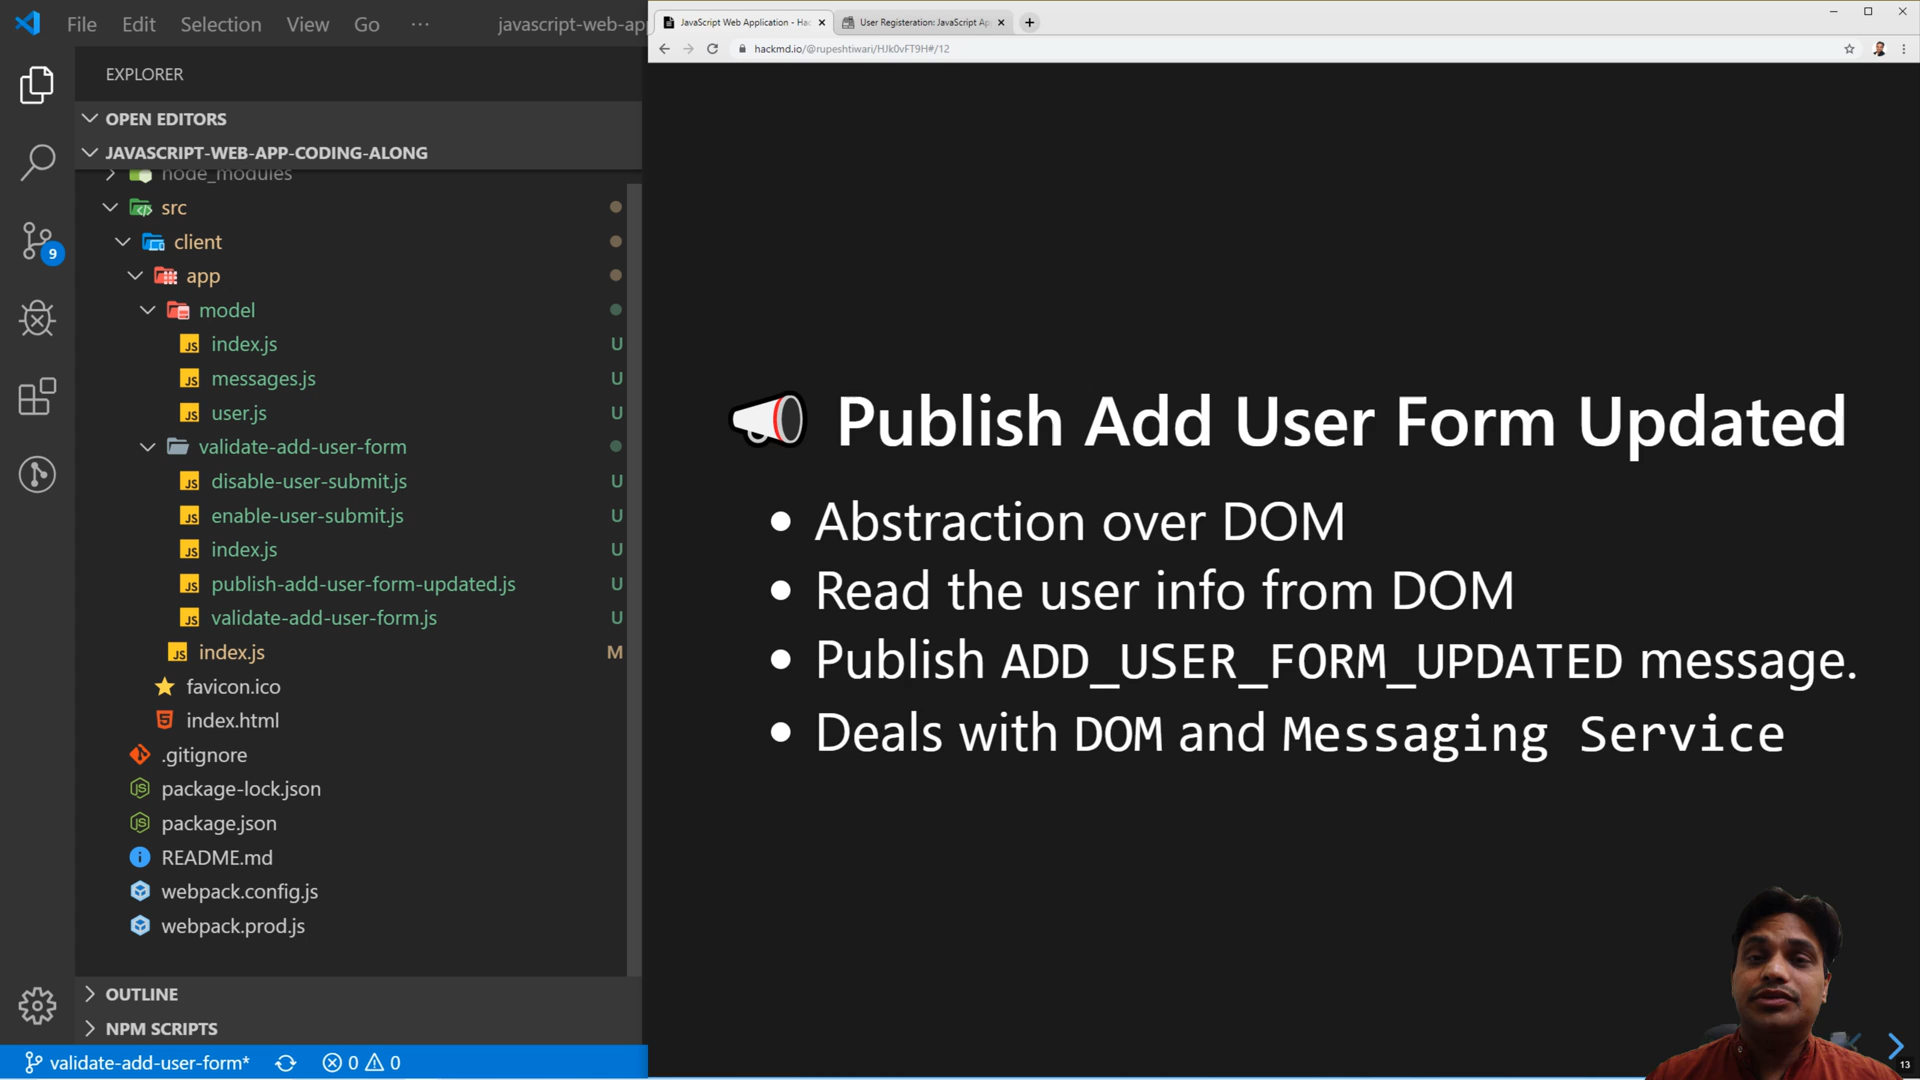 File Edit Selection View Go ··· javascript-web-ap
EXPLORER
OPEN EDITORS
JAVASCRIPT-WEB-APP-CODING-ALONG
node_modules
src
client
app
model
index.js U
messages.js U
user.js U
validate-add-user-form
disable-user-submit.js U
enable-user-submit.js U
index.js U
publish-add-user-form-updated.js U
validate-add-user-form.js U
index.js M
favicon.ico
index.html
.gitignore
package-lock.json
package.json
README.md
webpack.config.js
webpack.prod.js
OUTLINE
NPM SCRIPTS
9
validate-add-user-form* 0 0
JavaScript Web Application - Hac
User Registeration: JavaScript Ap
hackmd.io/@rupeshtiwari/HJk0vFT9H#/12
Publish Add User Form Updated
• Abstraction over DOM
• Read the user info from DOM
• Publish ADD_USER_FORM_UPDATED message.
• Deals with DOM and Messaging Service
13